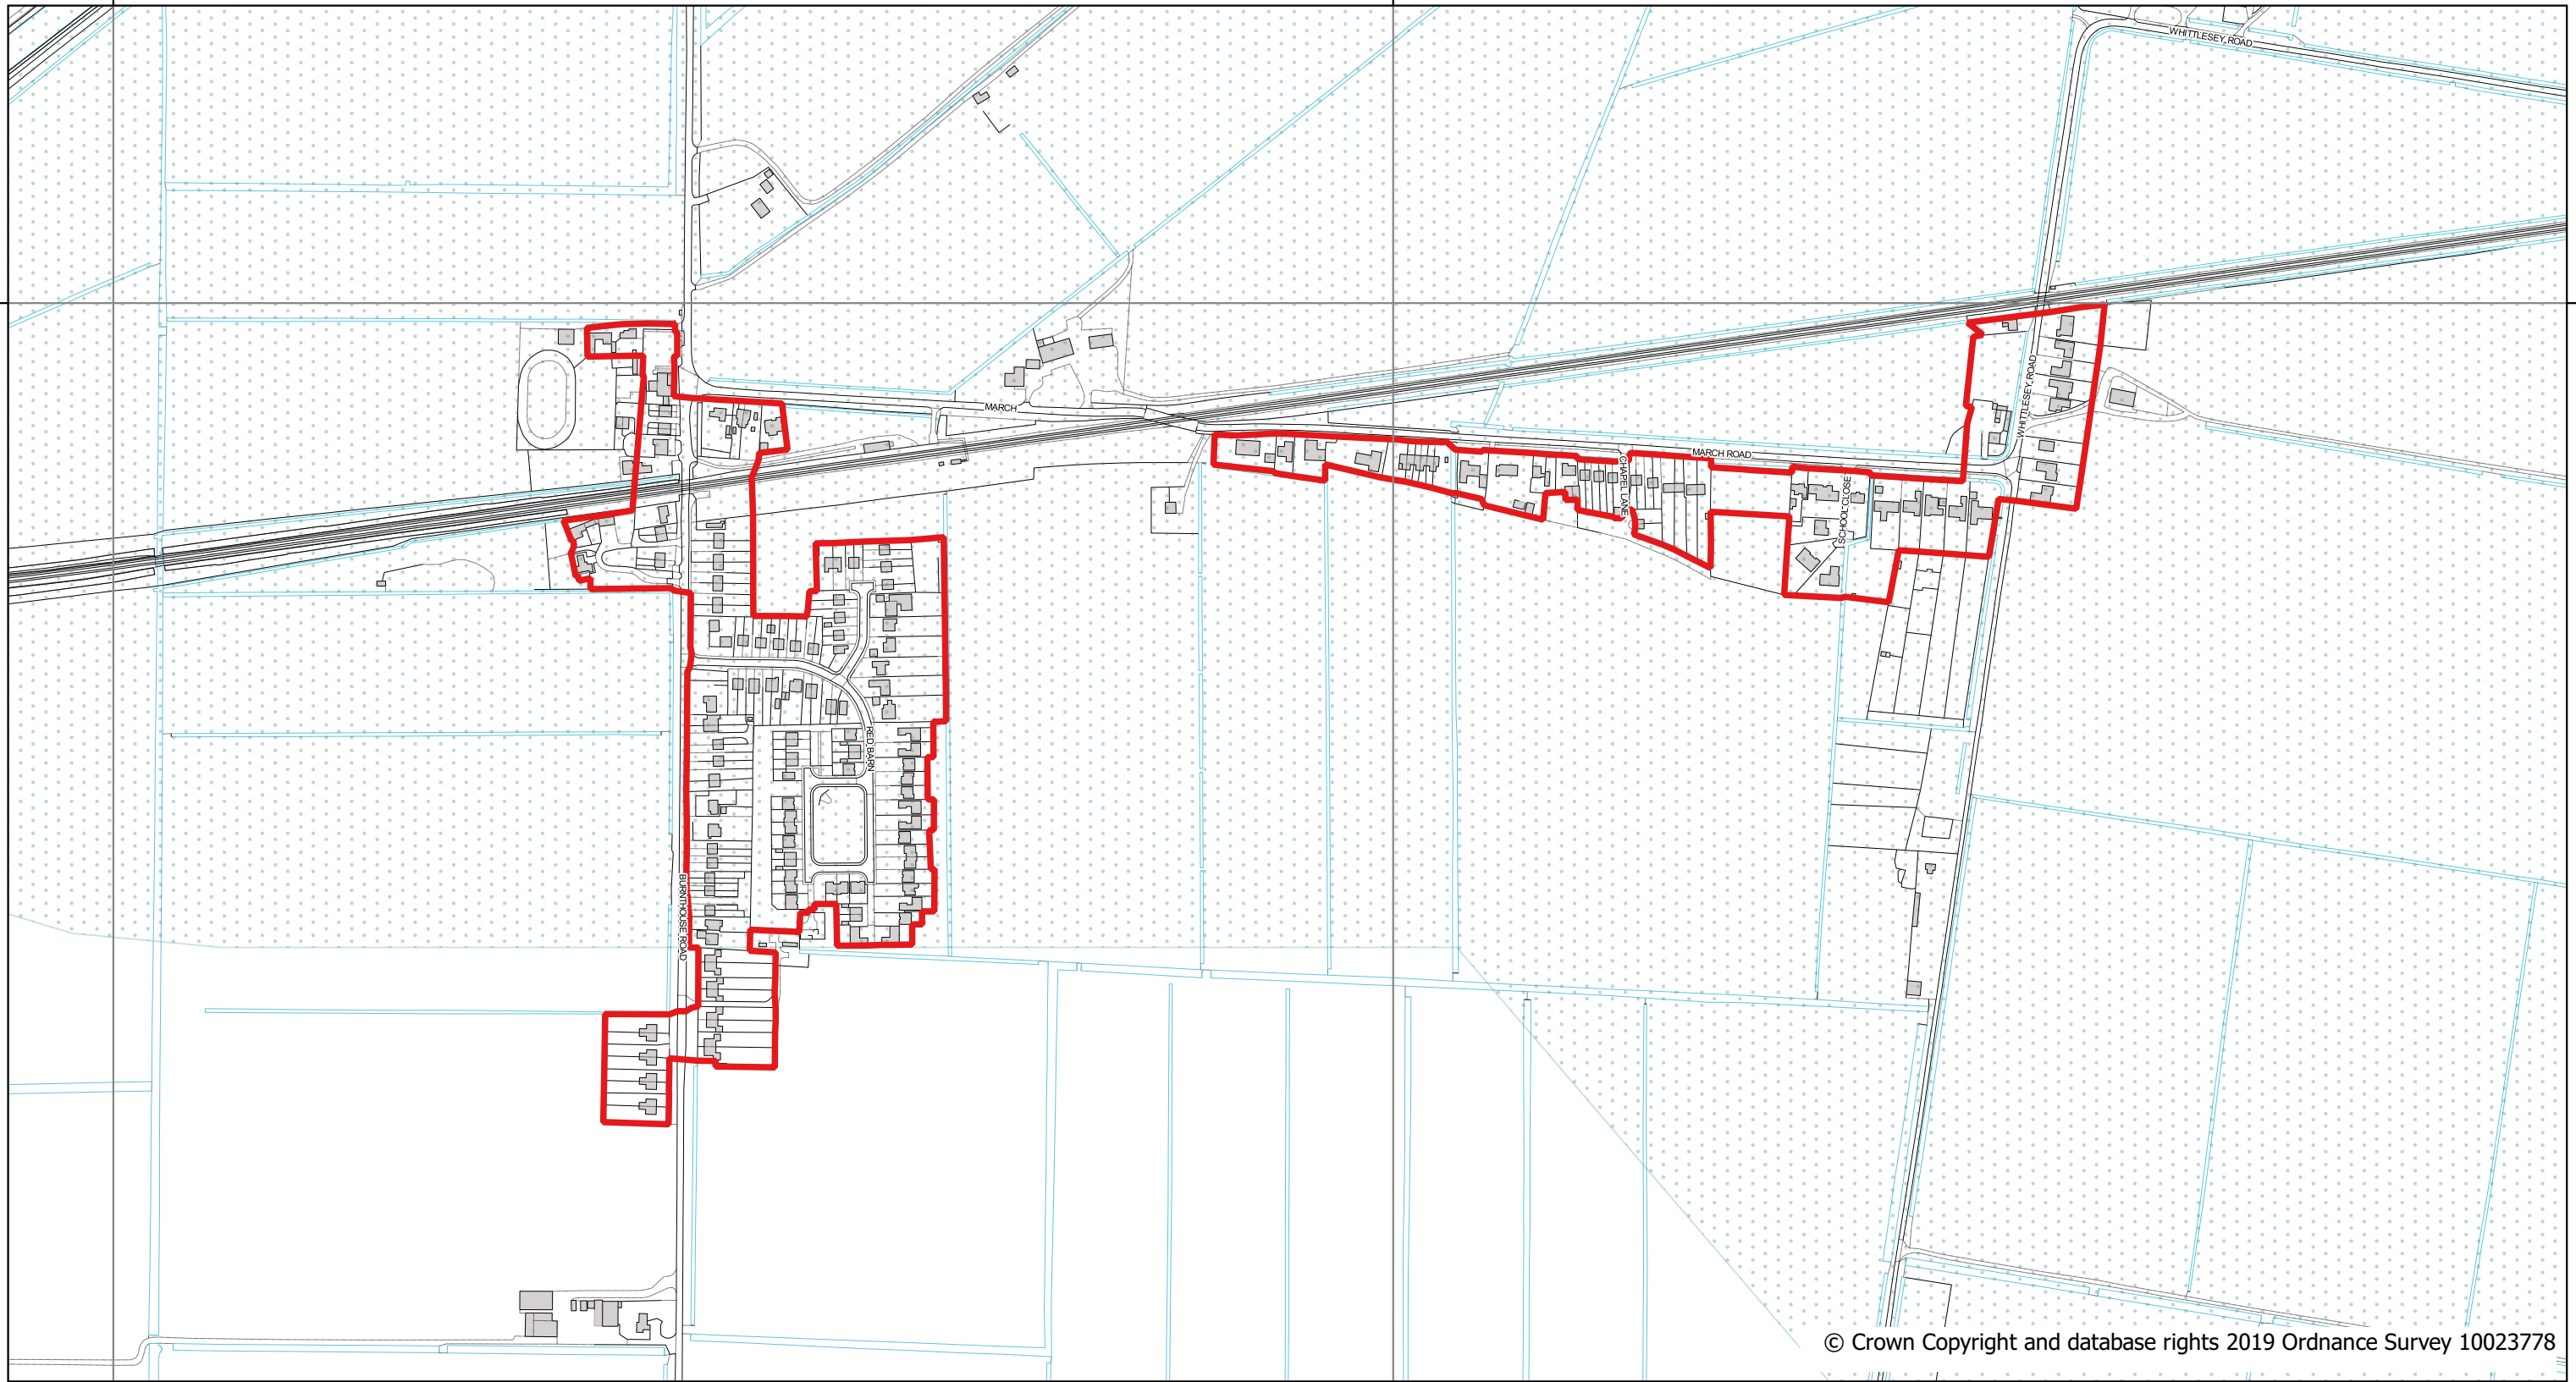 WHITTLESEY ROAD
MARCH
WHITTLESEY ROAD
MARCH ROAD
CHAPEL LANE
SCHOOL CLOSE
RED BARN
BURNTHOUSE ROAD
© Crown Copyright and database rights 2019 Ordnance Survey 10023778